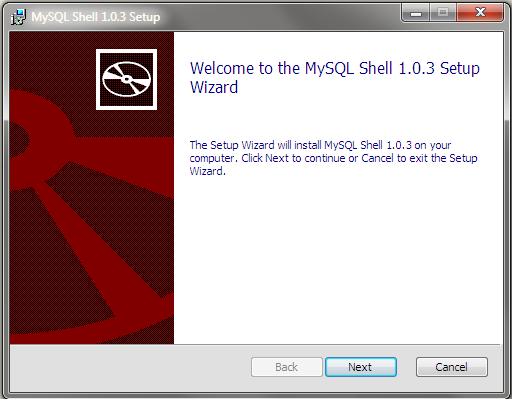 MySQL Shell 1.0.3 Setup
Welcome to the MySQL Shell 1.0.3 Setup
Wizard
The Setup Wizard will install MySQL Shell 1.0.3 on your
computer. Click Next to continue or Cancel to exit the Setup
Wizard.
Back
Next
Cancel